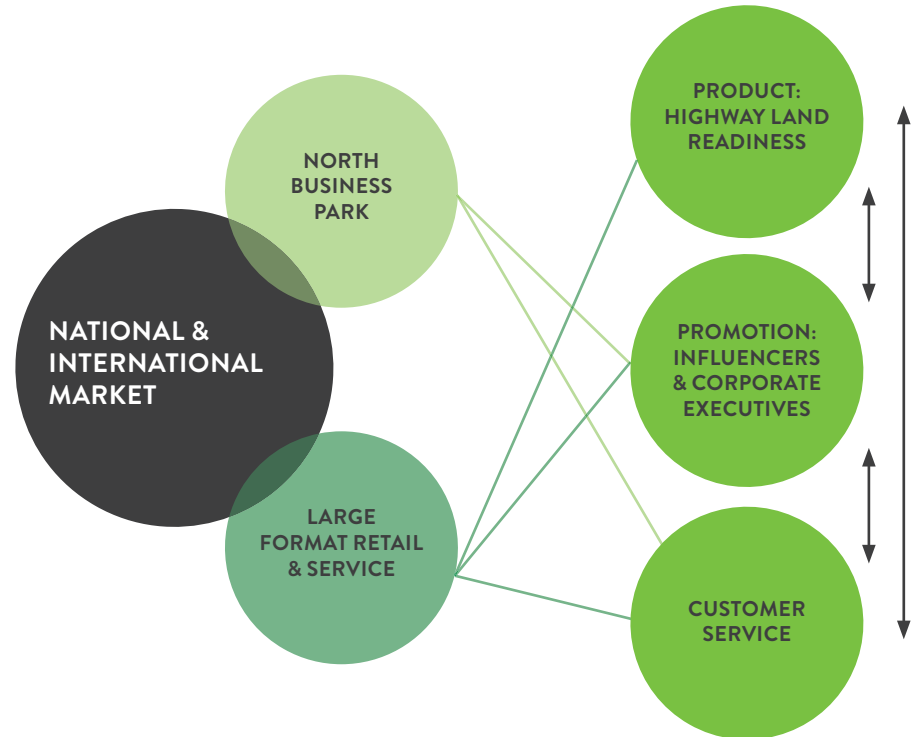 NATIONAL &
INTERNATIONAL
MARKET
NORTH
BUSINESS
PARK
LARGE
FORMAT RETAIL
& SERVICE
PRODUCT:
HIGHWAY LAND
READINESS
PROMOTION:
INFLUENCERS
& CORPORATE
EXECUTIVES
CUSTOMER
SERVICE